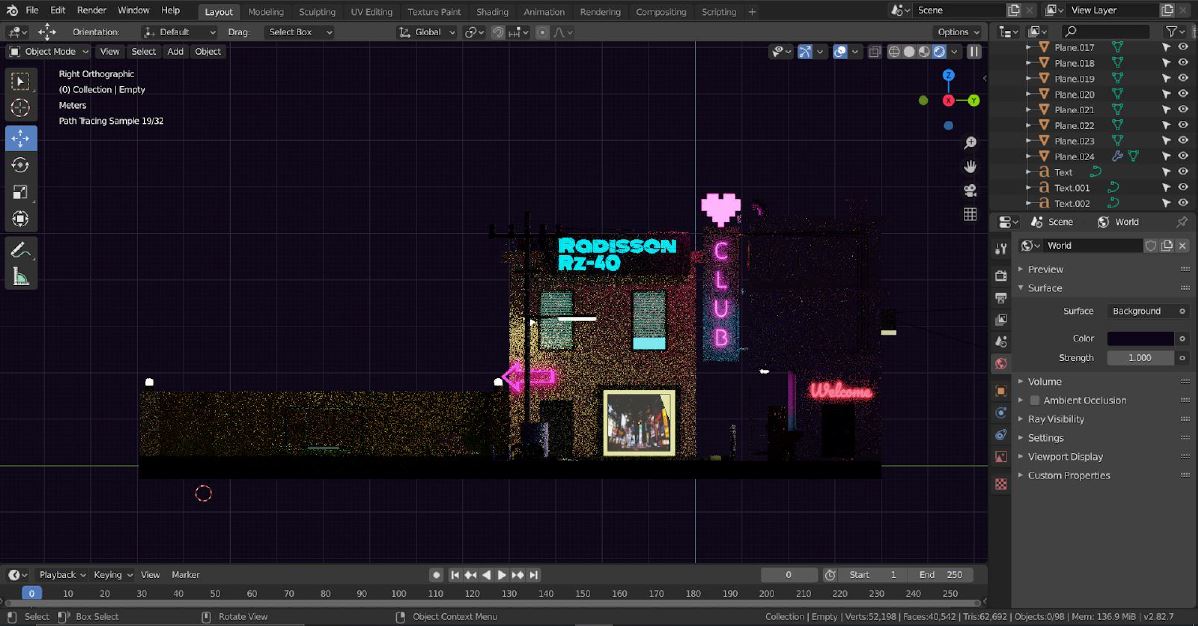 File Edit Render Window Help Layout Modeling Sculpting UV Editing Texture Paint Shading Animation Rendering Compositing Scripting + Scene View Layer
Orientation: Default Drag: Select Box Global Options
Object Mode View Select Add Object
Right Orthographic
(0) Collection | Empty
Meters
Path Tracing Sample 19/32
Z
X
Y
RADISSON
Rz-40
CLUB
Welcome
Plane.017
Plane.018
Plane.019
Plane.020
Plane.021
Plane.022
Plane.023
Plane.024
Text
Text.001
Text.002
Scene World
World
Preview
Surface
Surface Background
Color
Strength 1.000
Volume
Ambient Occlusion
Ray Visibility
Settings
Viewport Display
Custom Properties
Playback Keying View Marker 0 Start 1 End 250
0 10 20 30 40 50 60 70 80 90 100 110 120 130 140 150 160 170 180 190 200 210 220 230 240 250
Select Box Select Rotate View Object Context Menu Collection | Empty | Verts:52,198 | Faces:40,542 | Tris:62,692 | Objects:0/98 | Mem: 136.9 MiB | v2.82.7